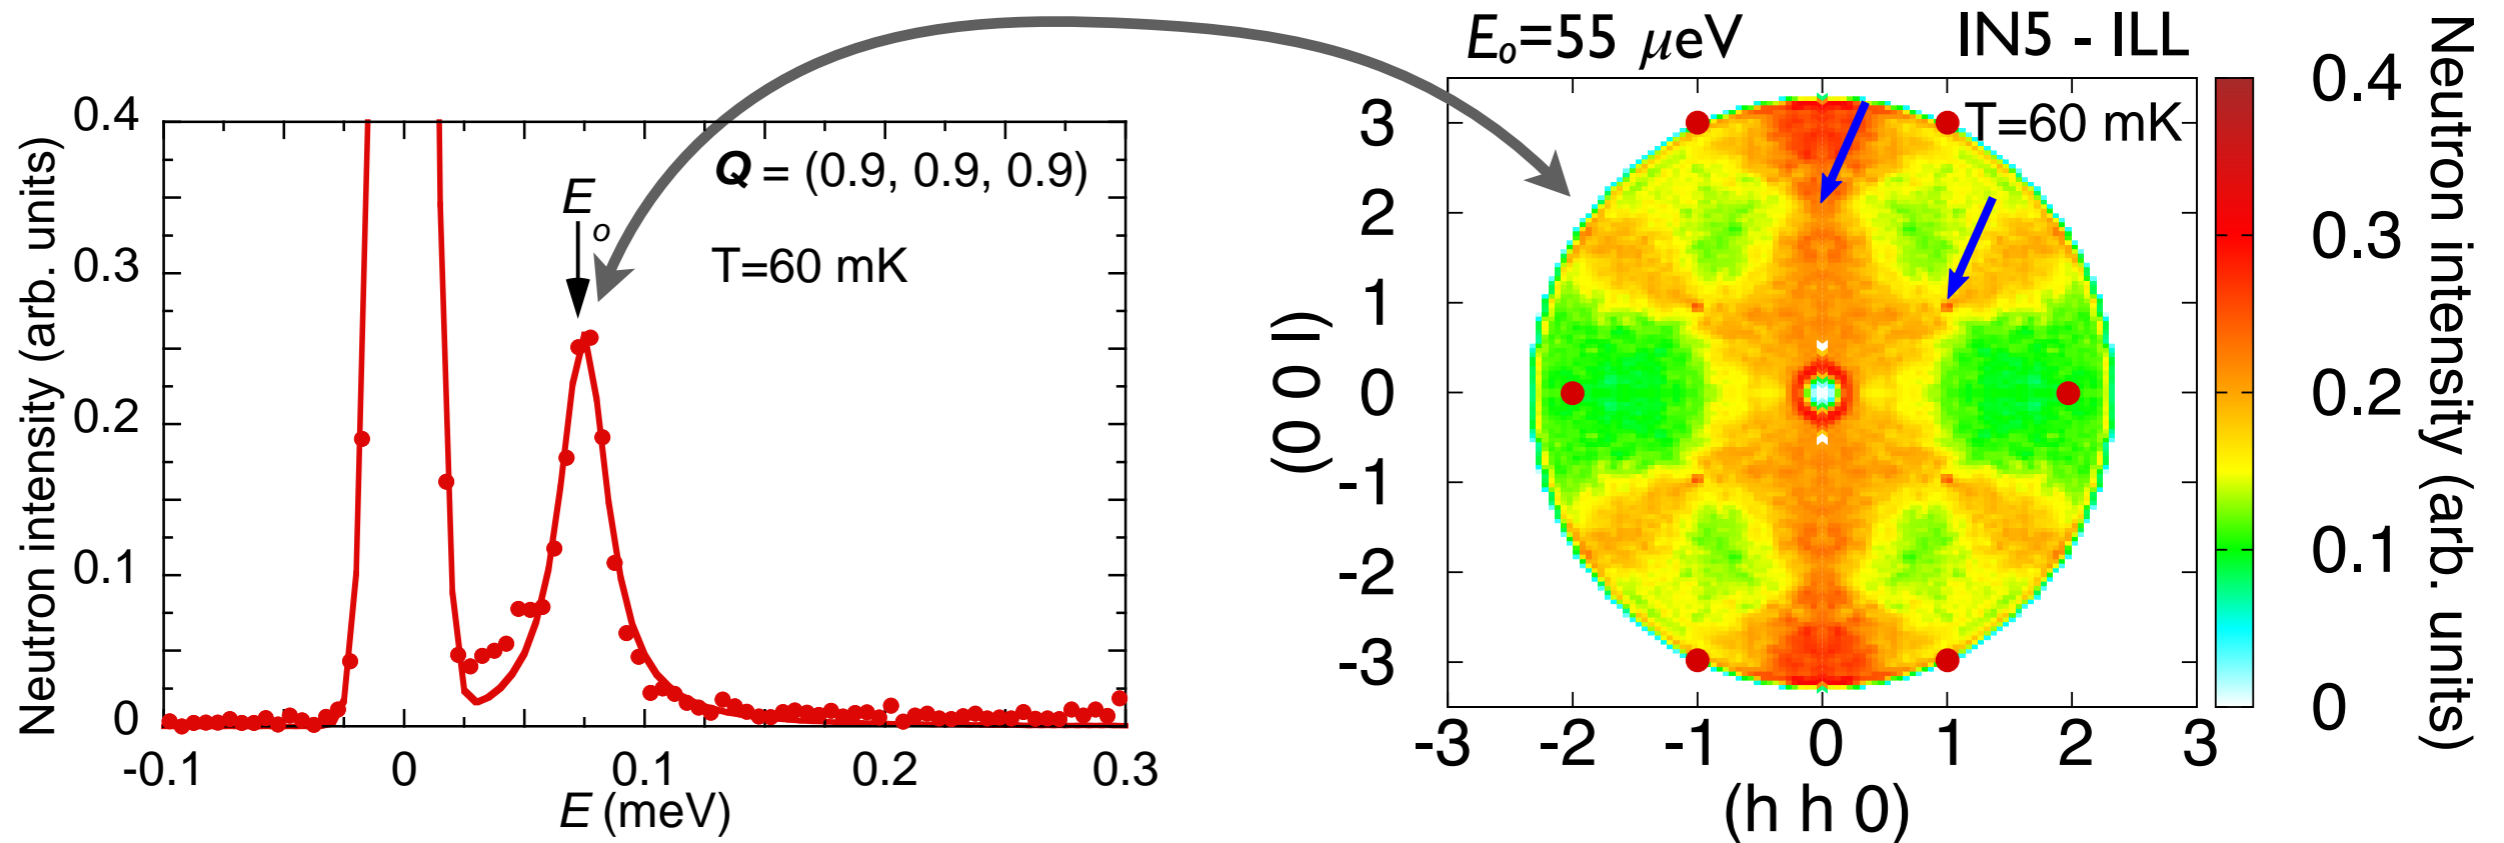 Neutron intensity (arb. units)
0.4
0.3
0.2
0.1
0
-0.1
0
0.1
0.2
0.3
E (meV)
Q = (0.9, 0.9, 0.9)
Eo
T=60 mK
Eo=55 μeV
IN5 - ILL
T=60 mK
(l 0 0)
3
2
1
0
-1
-2
-3
-3
-2
-1
0
1
2
3
(h h 0)
0.4
0.3
0.2
0.1
0
Neutron intensity (arb. units)